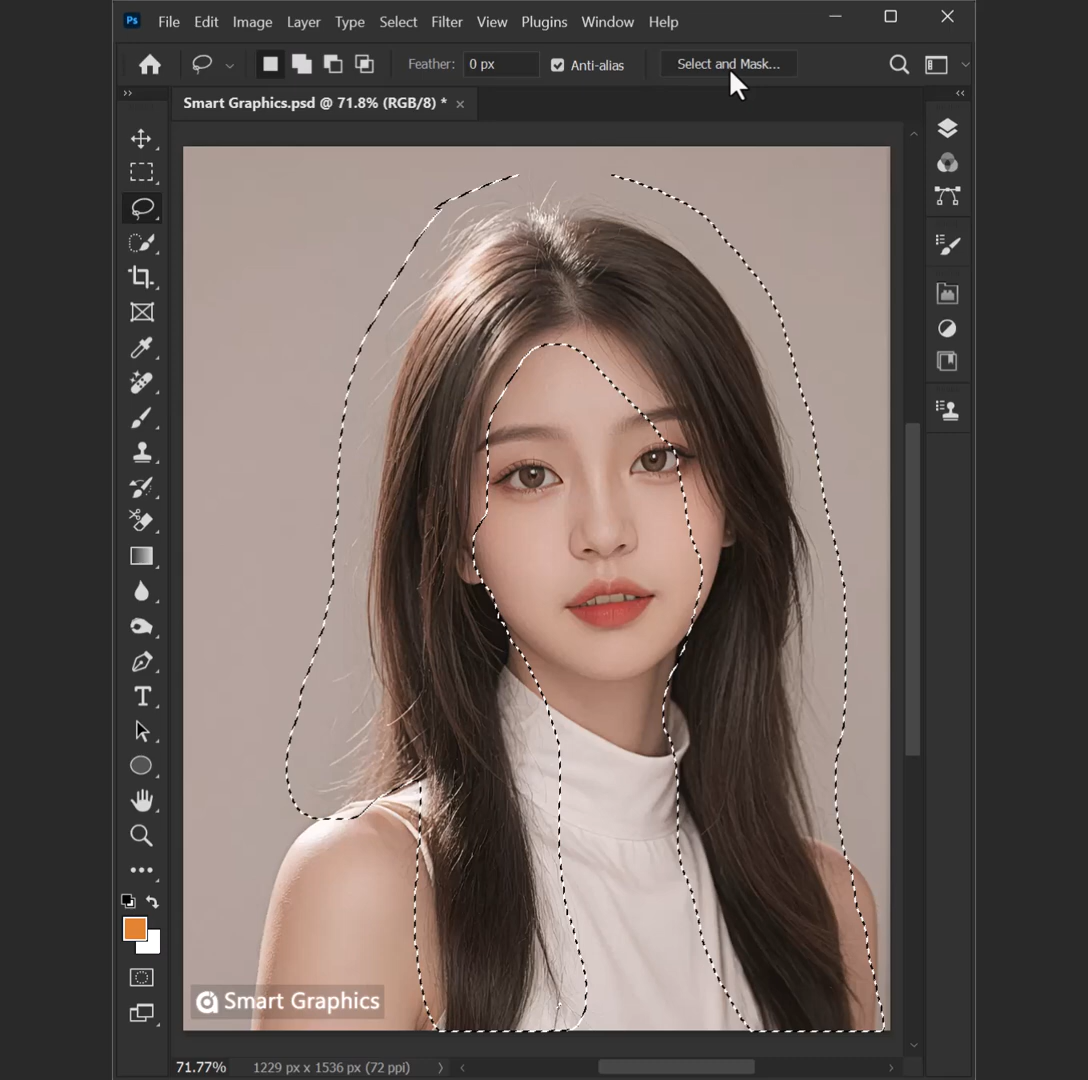 Ps File Edit Image Layer Type Select Filter View Plugins Window Help
Feather: 0 px Anti-alias Select and Mask...
Smart Graphics.psd @ 71.8% (RGB/8) *
Smart Graphics
71.77% 1229 px x 1536 px (72 ppi)